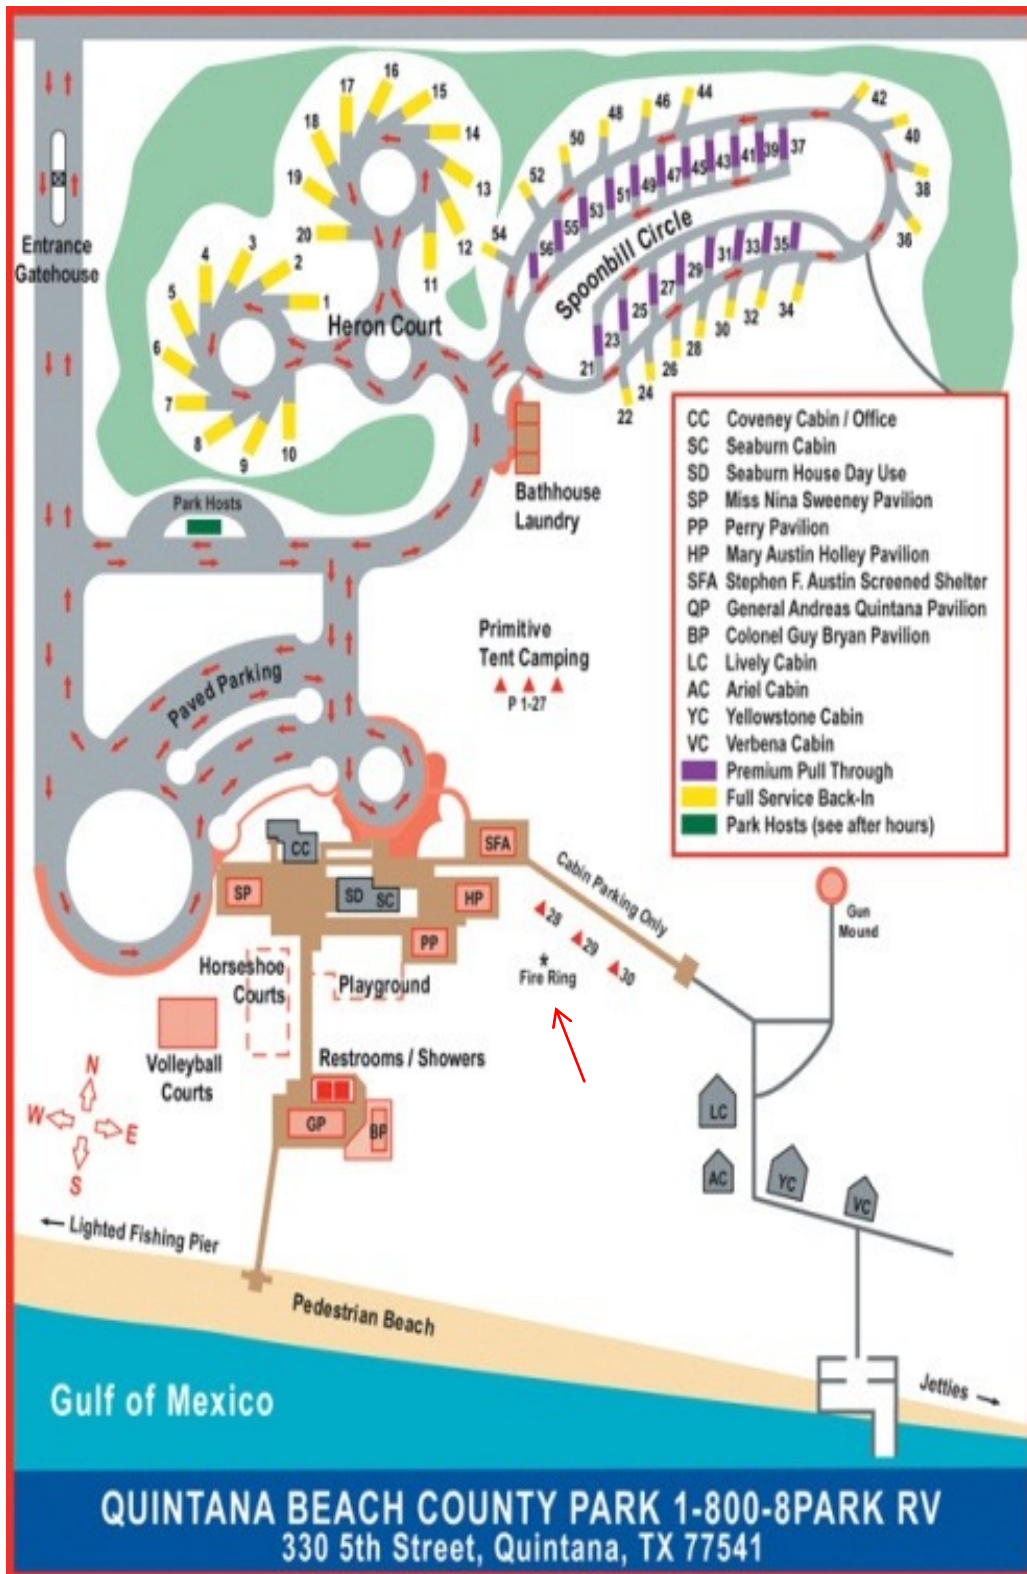 17
16
15
14
18
13
19
12
20
11
4
3
2
5
1
6
7
8
9
10
Heron Court
44
46
48
50
52
54
42
40
38
36
37
39
41
43
45
47
49
51
53
55
56
Spoonbill Circle
35
33
31
29
27
25
23
21
34
32
30
28
26
24
22
Entrance
Gatehouse
Park Hosts
Bathhouse
Laundry
CC Coveney Cabin / Office
SC Seaburn Cabin
SD Seaburn House Day Use
SP Miss Nina Sweeney Pavilion
PP Perry Pavilion
HP Mary Austin Holley Pavilion
SFA Stephen F. Austin Screened Shelter
QP General Andreas Quintana Pavilion
BP Colonel Guy Bryan Pavilion
LC Lively Cabin
AC Ariel Cabin
YC Yellowstone Cabin
VC Verbena Cabin
Premium Pull Through
Full Service Back-In
Park Hosts (see after hours)
Primitive
Tent Camping
P 1-27
Paved Parking
CC
SFA
SP
SD
SC
HP
PP
Cabin Parking Only
28
29
30
*
Fire Ring
Gun
Mound
Horseshoe
Courts
Playground
Volleyball
Courts
Restrooms / Showers
GP
BP
N
W
E
S
LC
AC
YC
VC
Lighted Fishing Pier
Pedestrian Beach
Jetties
Gulf of Mexico
QUINTANA BEACH COUNTY PARK 1-800-8PARK RV
330 5th Street, Quintana, TX 77541